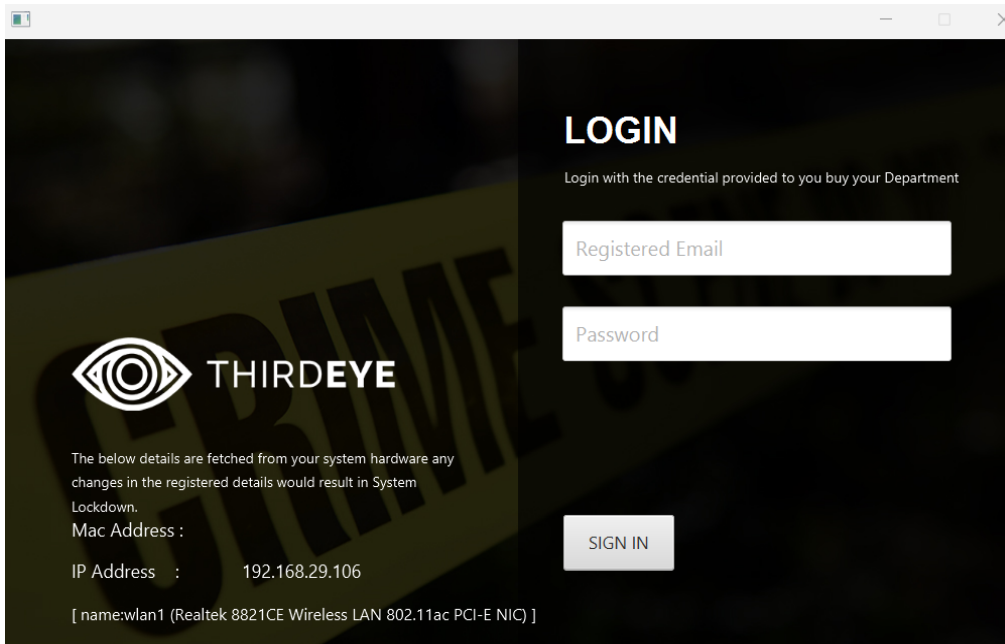 LOGIN
Login with the credential provided to you buy your Department
Registered Email
Password
SIGN IN
CRIME SC
THIRDEYE
The below details are fetched from your system hardware any
changes in the registered details would result in System
Lockdown.
Mac Address :
IP Address : 192.168.29.106
[ name:wlan1 (Realtek 8821CE Wireless LAN 802.11ac PCI-E NIC) ]